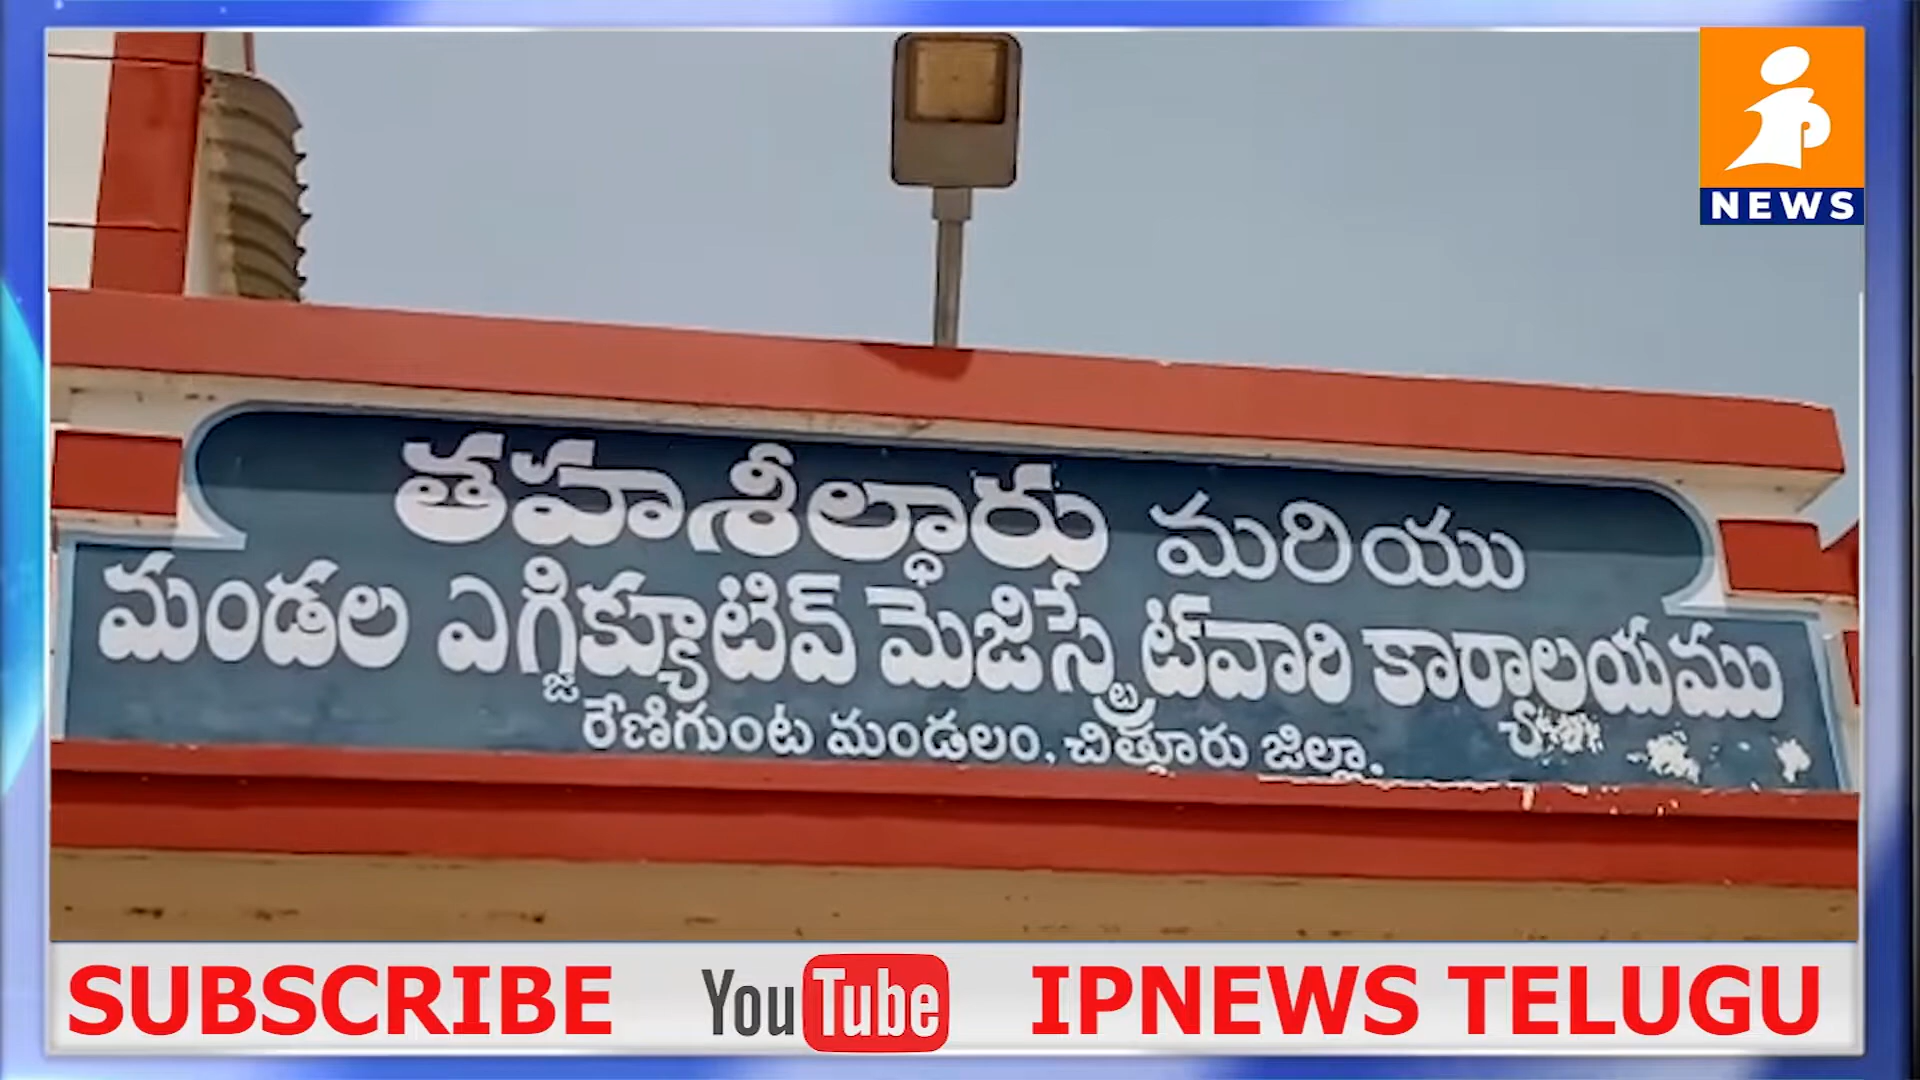 NEWS
తహశీల్ధారు మరియు
మండల ఎగ్జిక్యూటివ్ మెజిస్ట్రేట్‌వారి కార్యాలయము
రేణిగుంట మండలం, చిత్తూరు జిల్లా.
SUBSCRIBE YouTube IPNEWS TELUGU